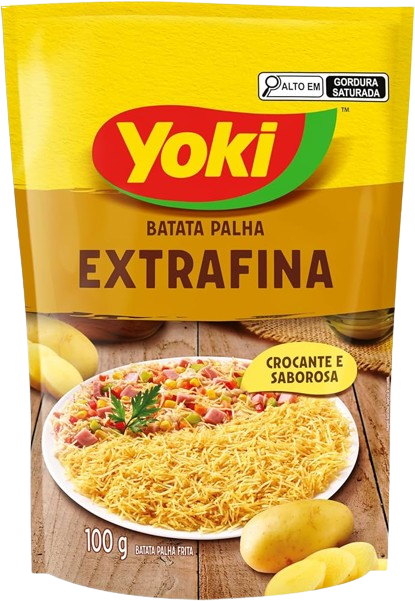 ALTO EM
GORDURA
SATURADA
Yoki
TM
BATATA PALHA
EXTRAFINA
CROCANTE E
SABOROSA
100 g
BATATA PALHA FRITA